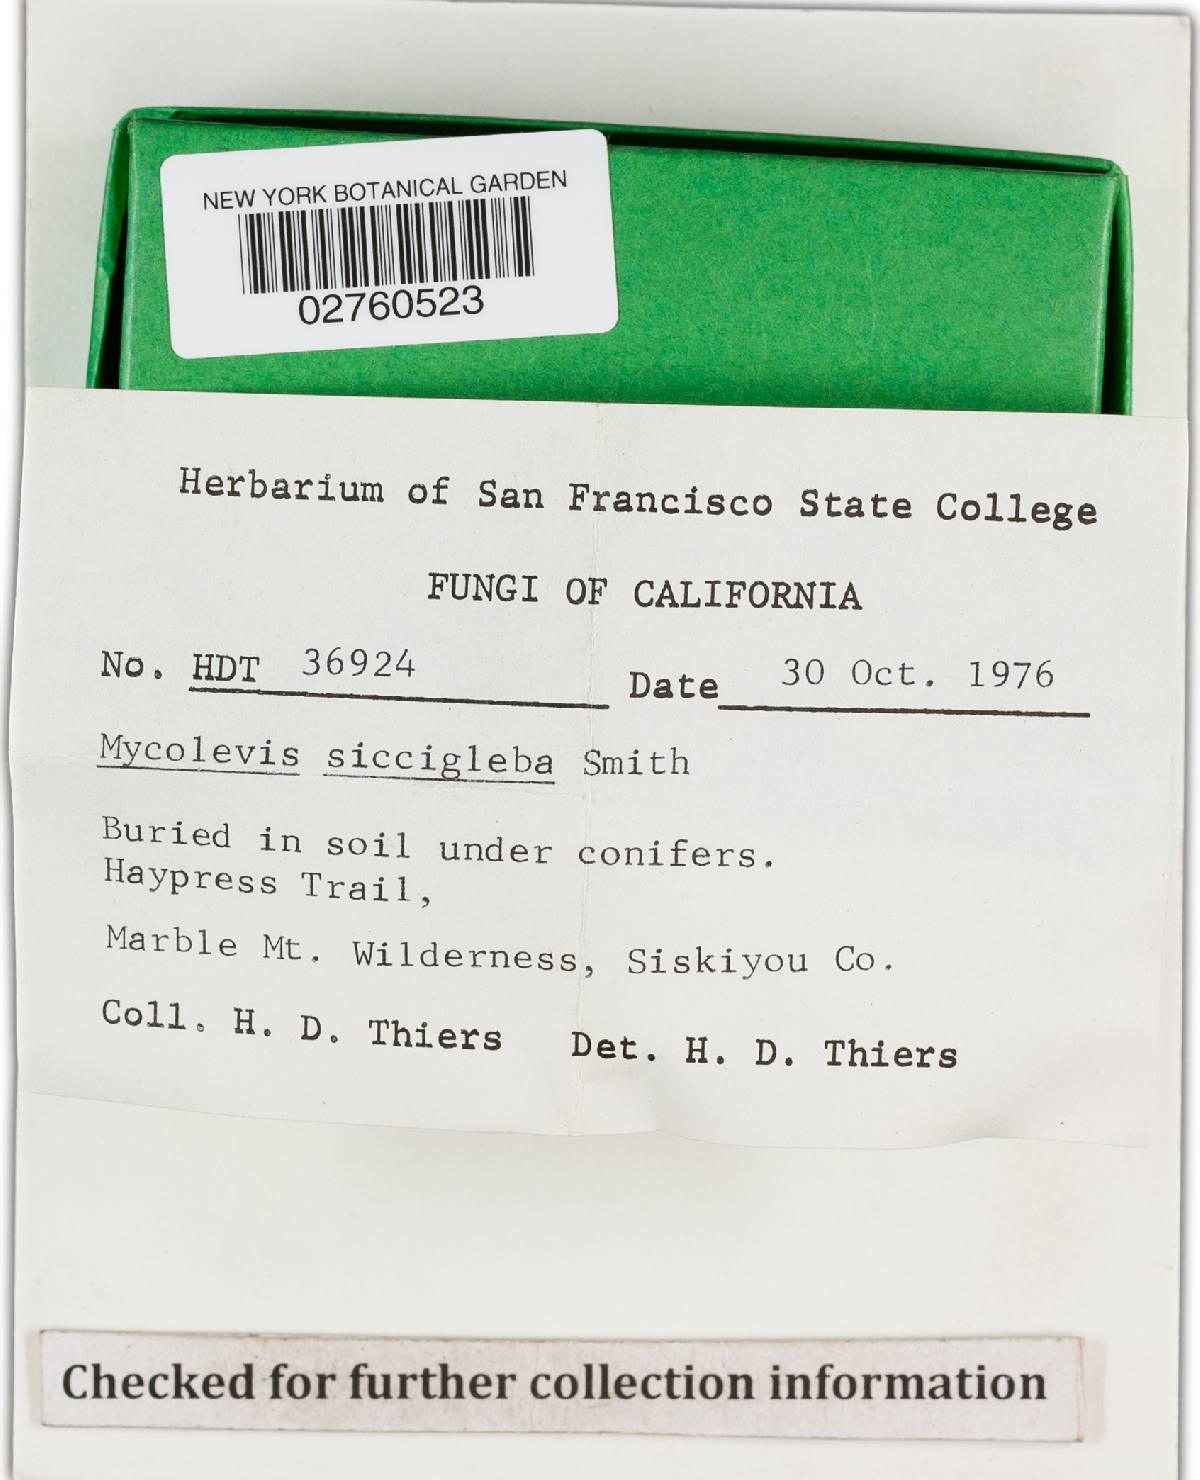 NEW YORK BOTANICAL GARDEN
02760523
Herbarium of San Francisco State College
FUNGI OF CALIFORNIA
No. HDT 36924 Date 30 Oct. 1976
Mycolevis siccigleba Smith
Buried in soil under conifers.
Haypress Trail,
Marble Mt. Wilderness, Siskiyou Co.
Coll. H. D. Thiers Det. H. D. Thiers
Checked for further collection information